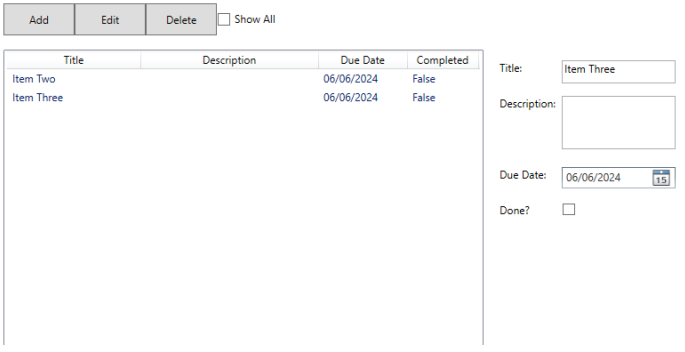 Add Edit Delete Show All
Title Description Due Date Completed
Item Two 06/06/2024 False
Item Three 06/06/2024 False
Title: Item Three
Description:
Due Date: 06/06/2024 15
Done?